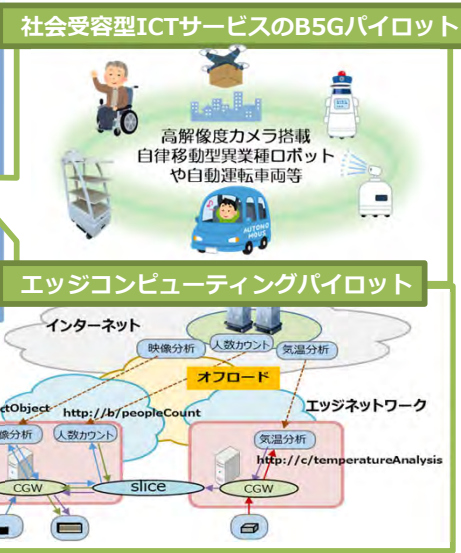 社会受容型ICTサービスのB5Gパイロット
高解像度カメラ搭載
自律移動型異業種ロボット
や自動運転車両等
AUTONO
MOUS
エッジコンピューティングパイロット
インターネット
映像分析
人数カウント
気温分析
オフロード
エッジネットワーク
ctObject
http://b/peopleCount
像分析
人数カウント
気温分析
http://c/temperatureAnalysis
CGW
slice
CGW